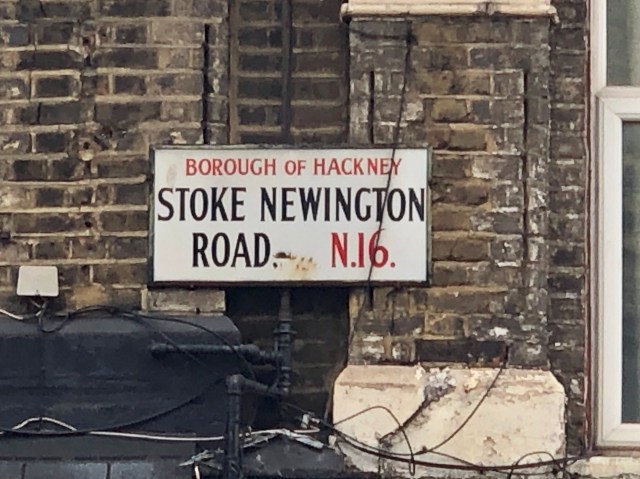 BOROUGH OF HACKNEY
STOKE NEWINGTON
ROAD. N.16.